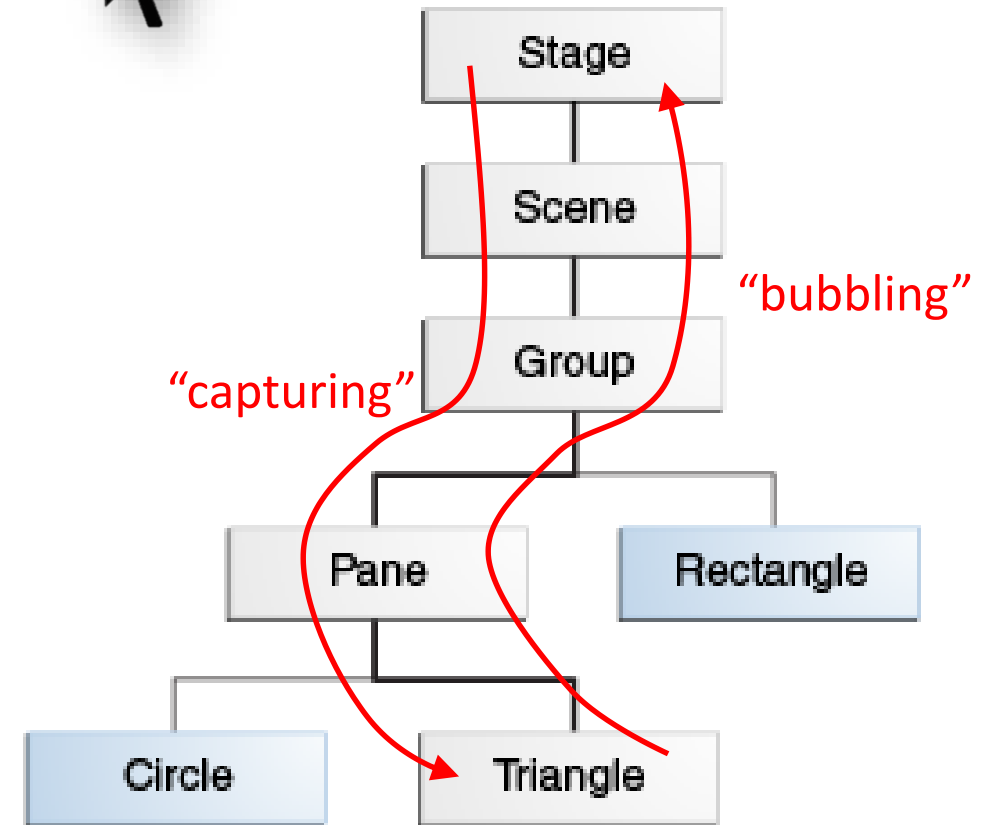 Stage
Scene
“bubbling”
Group
“capturing”
Pane
Rectangle
Circle
Triangle